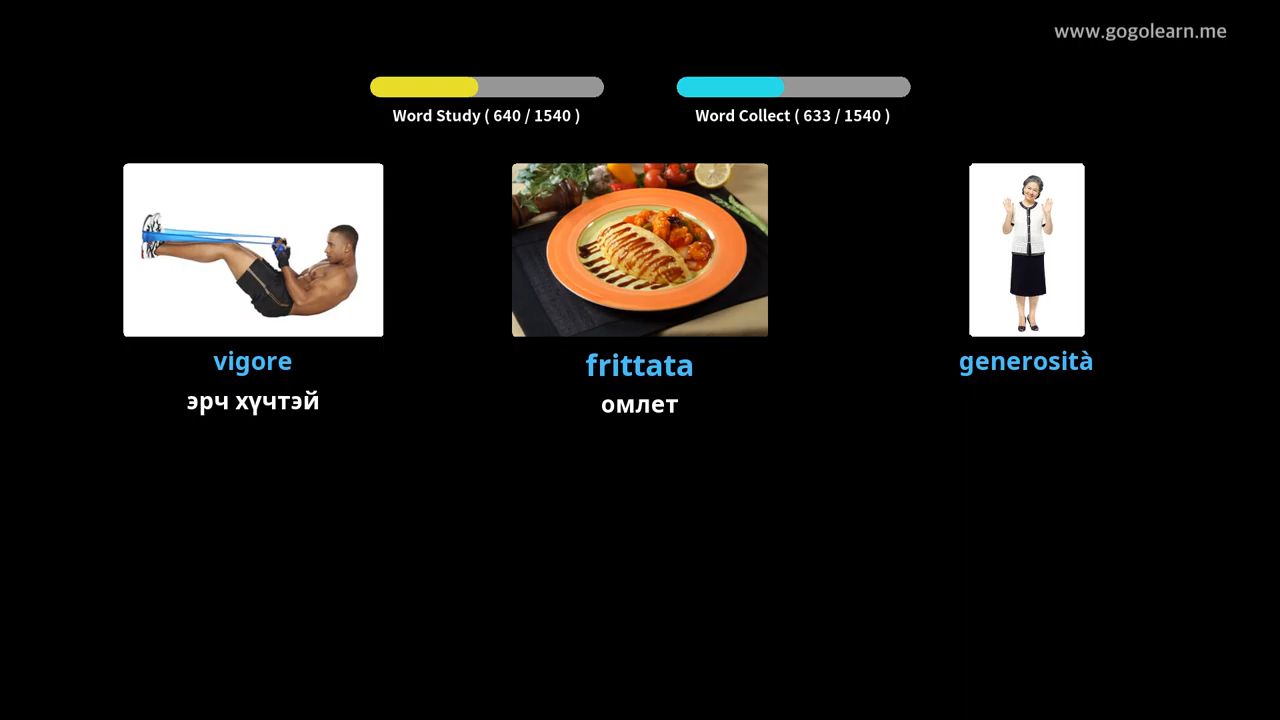 www.gogolearn.me
Word Study ( 640 / 1540 )
Word Collect ( 633 / 1540 )
vigore
эрч хүчтэй
frittata
омлет
generosità